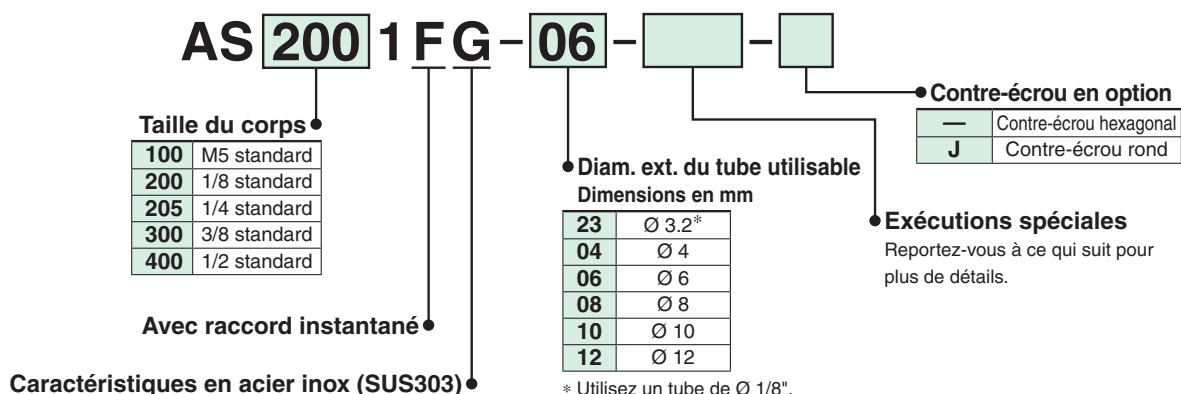 AS 200 1 F G – 06 – –
Taille du corps
100 M5 standard
200 1/8 standard
205 1/4 standard
300 3/8 standard
400 1/2 standard
Avec raccord instantané
Caractéristiques en acier inox (SUS303)
Diam. ext. du tube utilisable
Dimensions en mm
23 Ø 3.2*
04 Ø 4
06 Ø 6
08 Ø 8
10 Ø 10
12 Ø 12
* Utilisez un tube de Ø 1/8".
Exécutions spéciales
Reportez-vous à ce qui suit pour
plus de détails.
Contre-écrou en option
— Contre-écrou hexagonal
J Contre-écrou rond